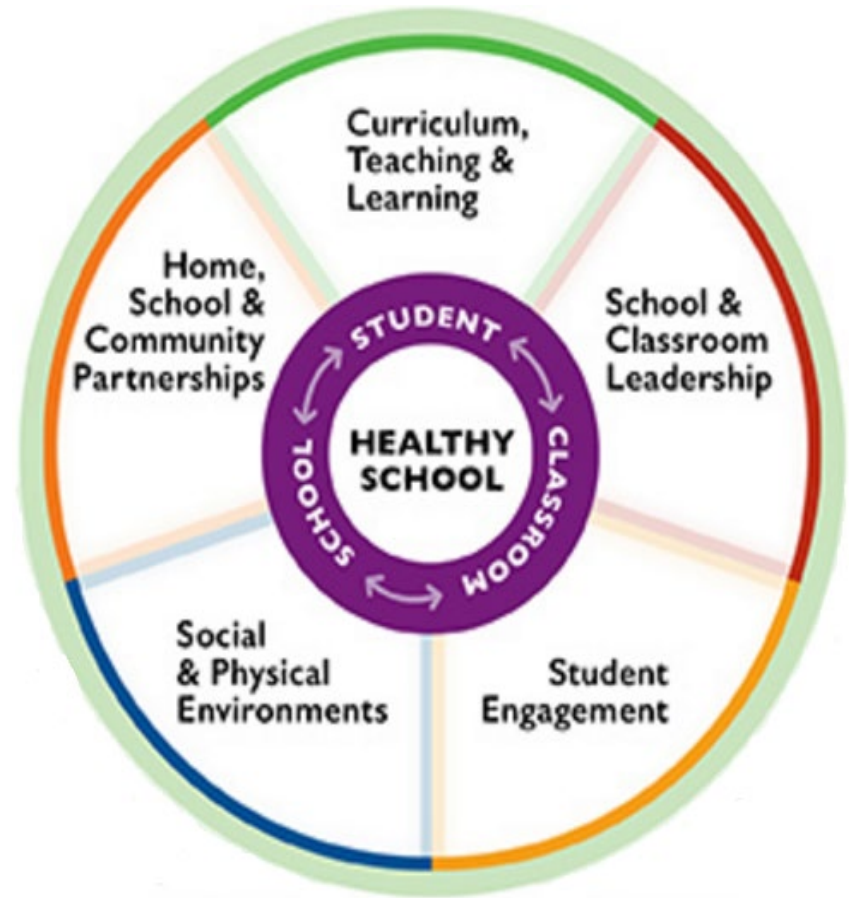 Curriculum,
Teaching &
Learning
Home,
School &
Community
Partnerships
School &
Classroom
Leadership
STUDENT
CLASSROOM
SCHOOL
HEALTHY
SCHOOL
Social
& Physical
Environments
Student
Engagement